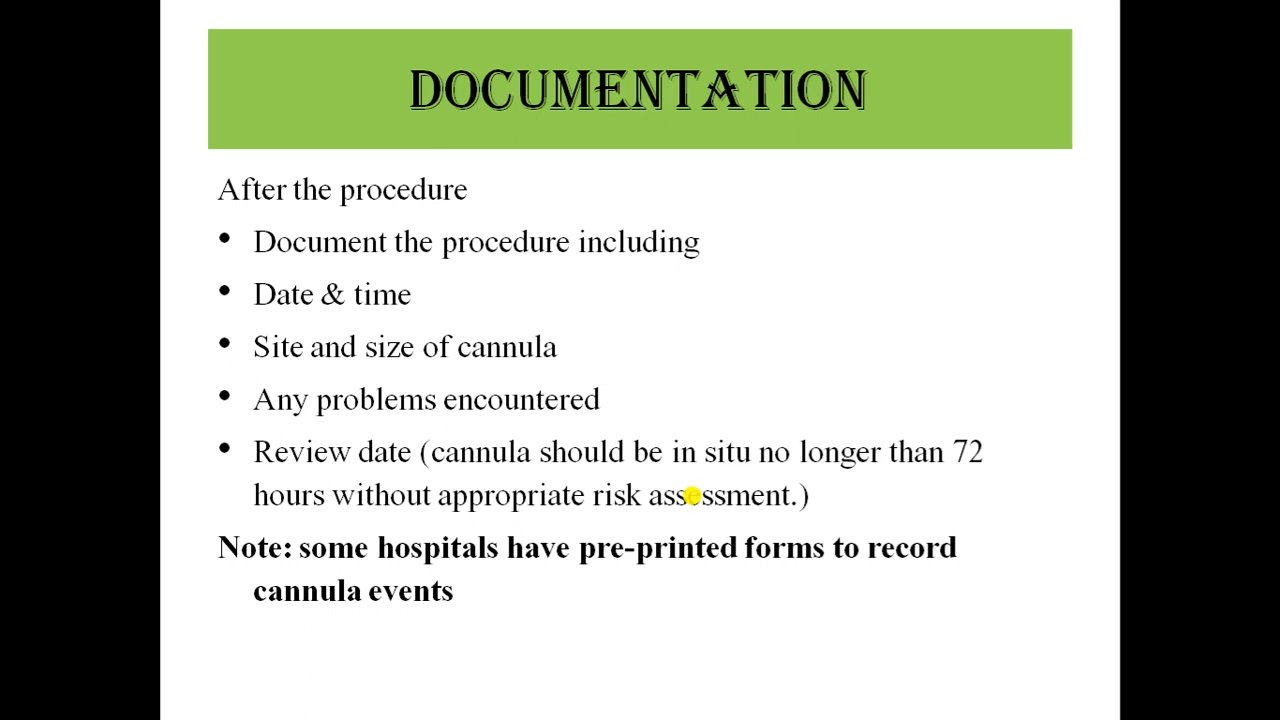 DOCUMENTATION
After the procedure
• Document the procedure including
• Date & time
• Site and size of cannula
• Any problems encountered
• Review date (cannula should be in situ no longer than 72
hours without appropriate risk assessment.)
Note: some hospitals have pre-printed forms to record
cannula events